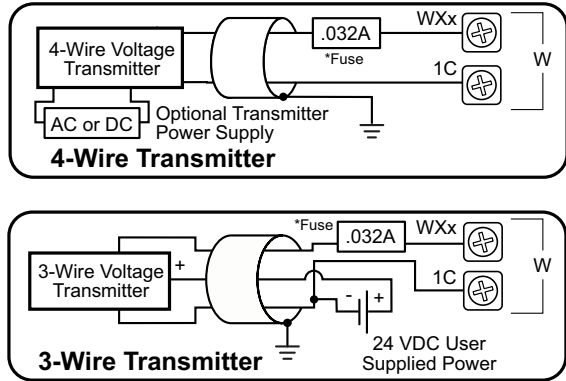 4-Wire Voltage
Transmitter
AC or DC
Optional Transmitter
Power Supply
.032A
*Fuse
WXx
1C
W
4-Wire Transmitter
3-Wire Voltage
Transmitter
+
*Fuse
.032A
WXx
1C
W
- +
24 VDC User
Supplied Power
3-Wire Transmitter